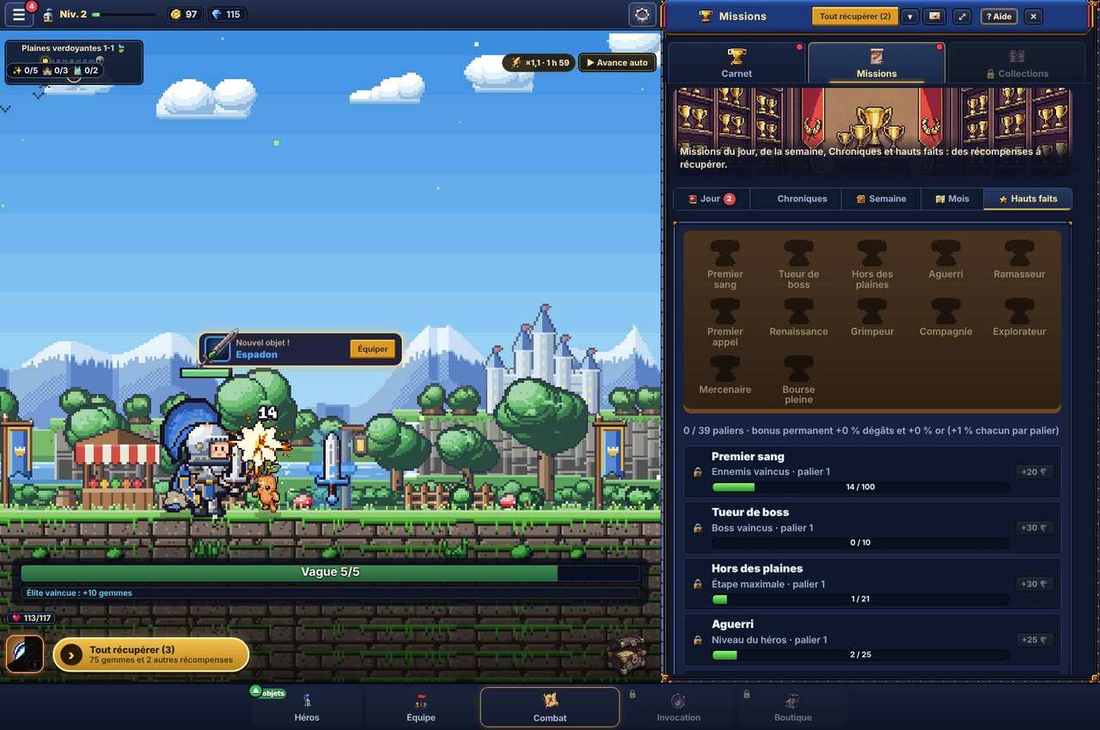 4
Niv. 2
97
115
Missions
Tout récupérer (2)
? Aide
Plaines verdoyantes 1-1
0/5
0/3
0/2
×1,1 · 1 h 59
Avance auto
Carnet
Missions
Collections
Missions du jour, de la semaine, Chroniques et hauts faits : des récompenses à
récupérer.
Jour 2
Chroniques
Semaine
Mois
Hauts faits
Premier
sang
Tueur de
boss
Hors des
plaines
Aguerri
Ramasseur
Premier
appel
Renaissance
Grimpeur
Compagnie
Explorateur
Mercenaire
Bourse
pleine
0 / 39 paliers · bonus permanent +0 % dégâts et +0 % or (+1 % chacun par palier)
Premier sang
Ennemis vaincus · palier 1
+20
14 / 100
Tueur de boss
Boss vaincus · palier 1
+30
0 / 10
Hors des plaines
Étape maximale · palier 1
+30
1 / 21
Aguerri
Niveau du héros · palier 1
+25
2 / 25
Nouvel objet !
Espadon
Équiper
14
Vague 5/5
Élite vaincue : +10 gemmes
113/117
Tout récupérer (3)
75 gemmes et 2 autres récompenses
objets
Héros
Équipe
Combat
Invocation
Boutique